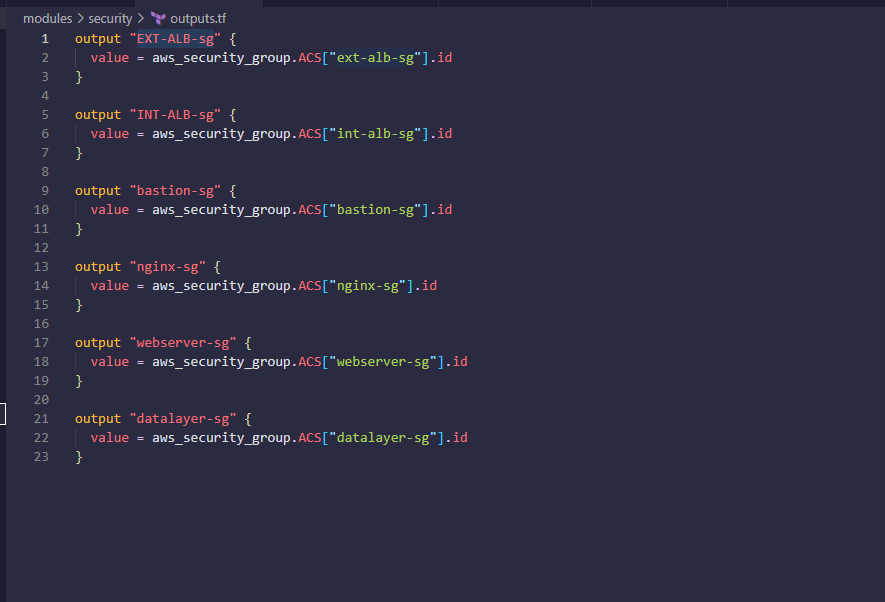 modules > security > outputs.tf
1 output "EXT-ALB-sg" {
2 value = aws_security_group.ACS["ext-alb-sg"].id
3 }
4
5 output "INT-ALB-sg" {
6 value = aws_security_group.ACS["int-alb-sg"].id
7 }
8
9 output "bastion-sg" {
10 value = aws_security_group.ACS["bastion-sg"].id
11 }
12
13 output "nginx-sg" {
14 value = aws_security_group.ACS["nginx-sg"].id
15 }
16
17 output "webserver-sg" {
18 value = aws_security_group.ACS["webserver-sg"].id
19 }
20
21 output "datalayer-sg" {
22 value = aws_security_group.ACS["datalayer-sg"].id
23 }